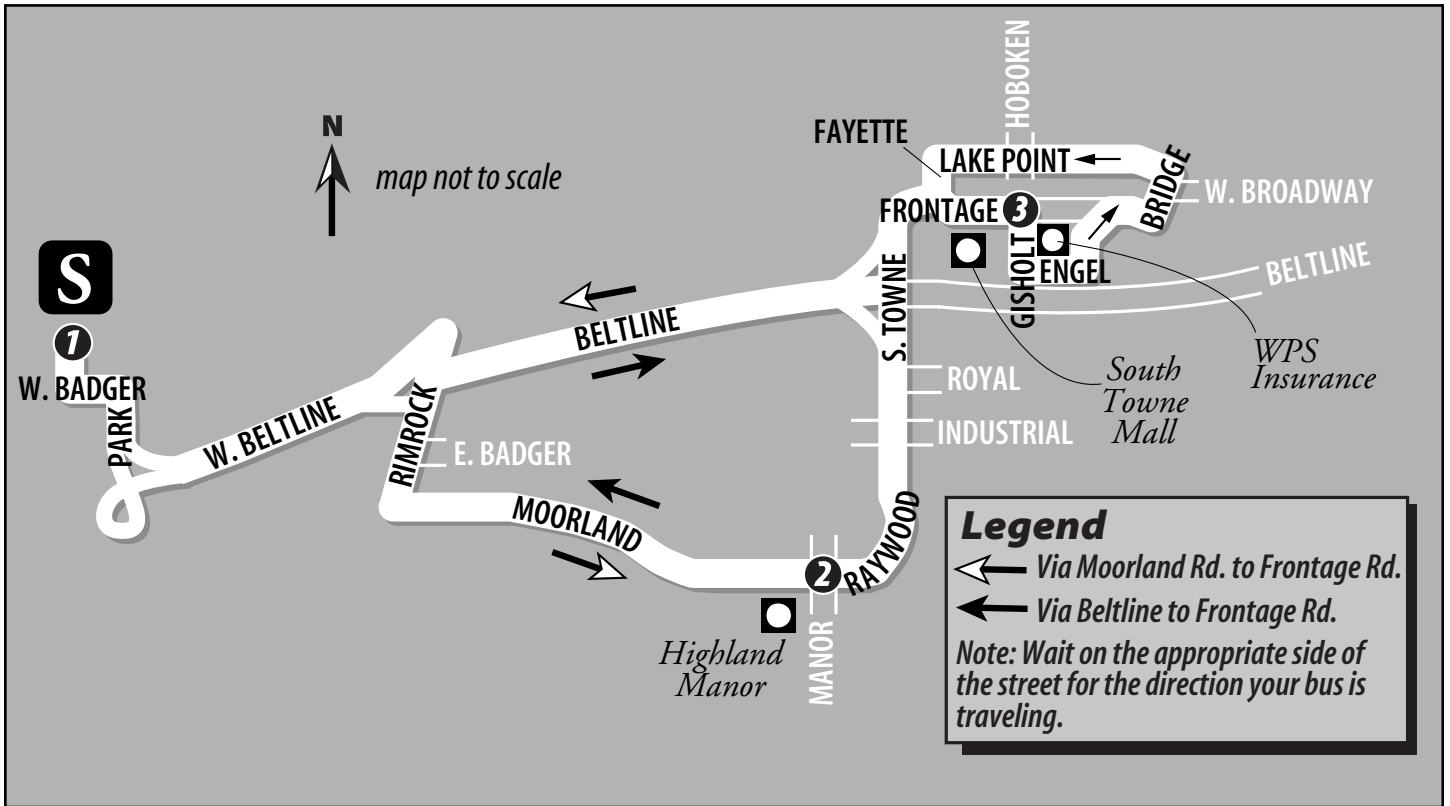 HOBOKEN
N
FAYETTE
map not to scale
LAKE POINT
BRIDGE
W. BROADWAY
FRONTAGE 3
S
GISHOLT
ENGEL
BELTLINE
S. TOWNE
BELTLINE
1
WPS
Insurance
W. BADGER
South
Towne
Mall
ROYAL
PARK
W. BELTLINE
RIMROCK
E. BADGER
INDUSTRIAL
MOORLAND
RAYWOOD
2
Highland
Manor
MANOR
Legend
Via Moorland Rd. to Frontage Rd.
Via Beltline to Frontage Rd.
Note: Wait on the appropriate side of
the street for the direction your bus is
traveling.